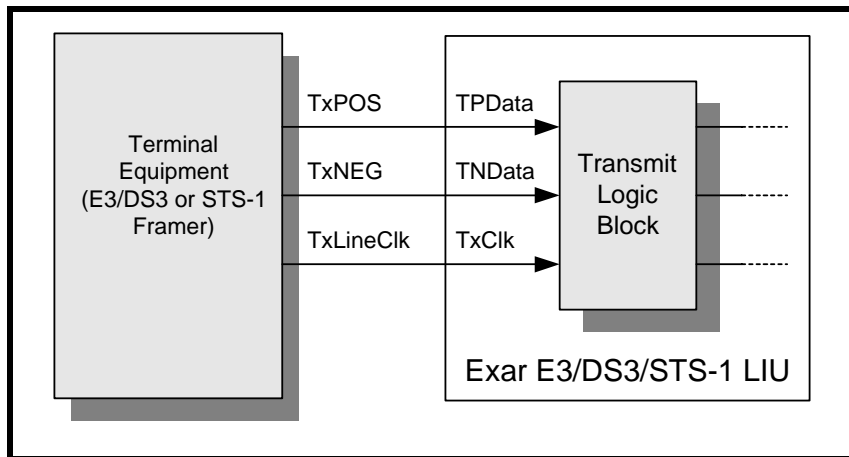 Terminal
Equipment
(E3/DS3 or STS-1
Framer)
TxPOS
TPData
TxNEG
TNData
TxLineClk
TxClk
Transmit
Logic
Block
Exar E3/DS3/STS-1 LIU